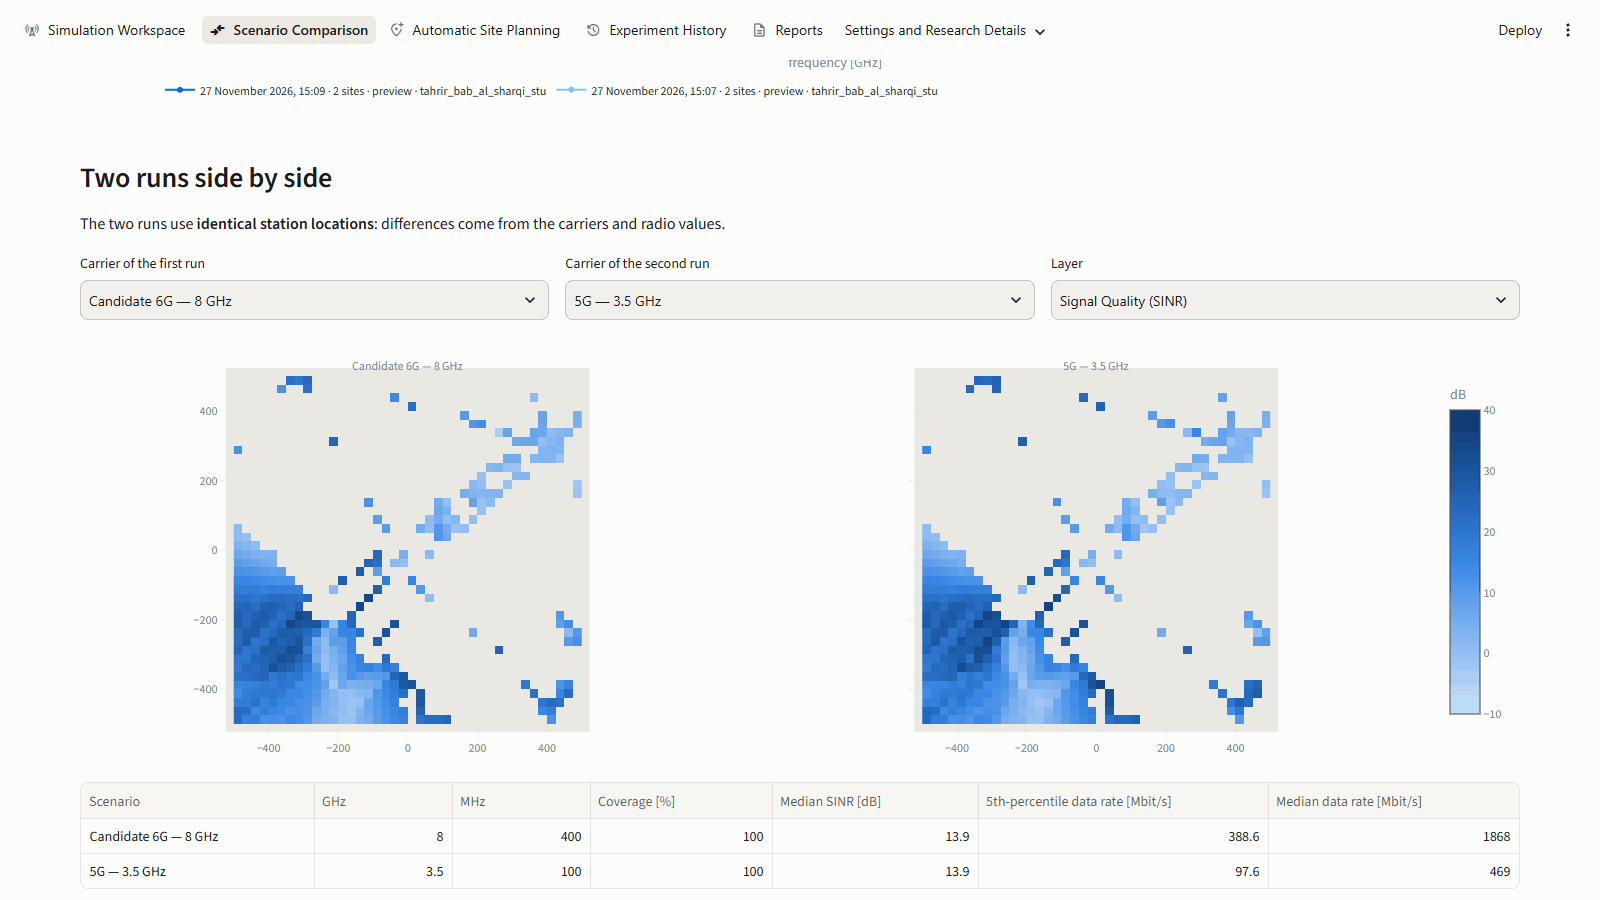 Simulation Workspace
Scenario Comparison
Automatic Site Planning
Experiment History
Reports
Settings and Research Details
Deploy
frequency [GHz]
27 November 2026, 15:09 · 2 sites · preview · tahrir_bab_al_sharqi_stu
27 November 2026, 15:07 · 2 sites · preview · tahrir_bab_al_sharqi_stu
Two runs side by side
The two runs use identical station locations: differences come from the carriers and radio values.
Carrier of the first run
Carrier of the second run
Layer
Candidate 6G — 8 GHz
5G — 3.5 GHz
Signal Quality (SINR)
Candidate 6G — 8 GHz
400
200
0
−200
−400
−400 −200 0 200 400
5G — 3.5 GHz
−400 −200 0 200 400
dB
40
30
20
10
0
−10
Scenario GHz MHz Coverage [%] Median SINR [dB] 5th-percentile data rate [Mbit/s] Median data rate [Mbit/s]
Candidate 6G — 8 GHz 8 400 100 13.9 388.6 1868
5G — 3.5 GHz 3.5 100 100 13.9 97.6 469